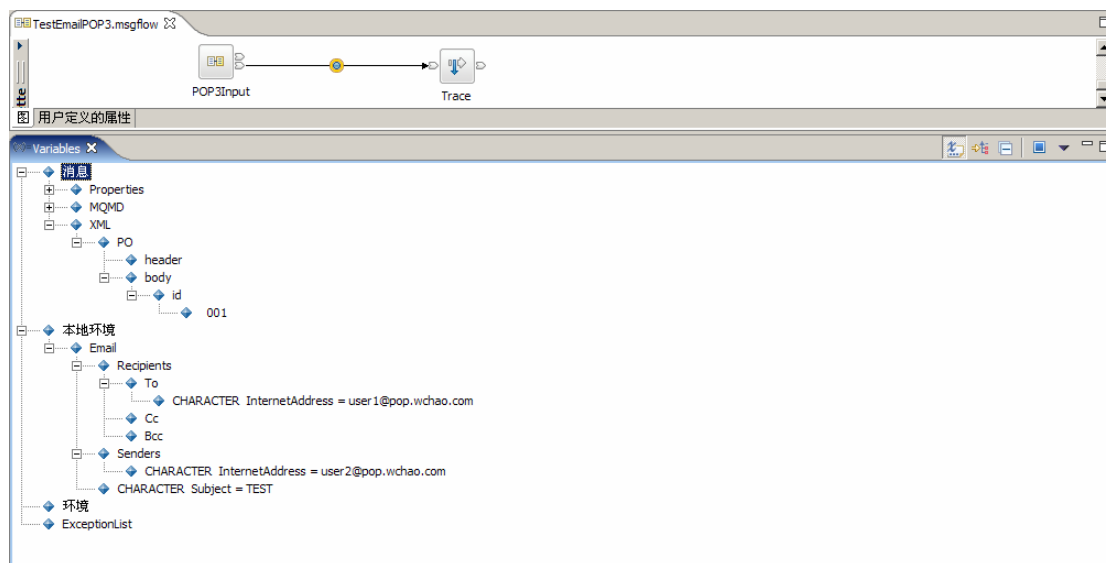 TestEmailPOP3.msgflow
POP3Input
Trace
tte
图 用户定义的属性
Variables
消息
Properties
MQMD
XML
PO
header
body
id
001
本地环境
Email
Recipients
To
CHARACTER InternetAddress = user1@pop.wchao.com
Cc
Bcc
Senders
CHARACTER InternetAddress = user2@pop.wchao.com
CHARACTER Subject = TEST
环境
ExceptionList